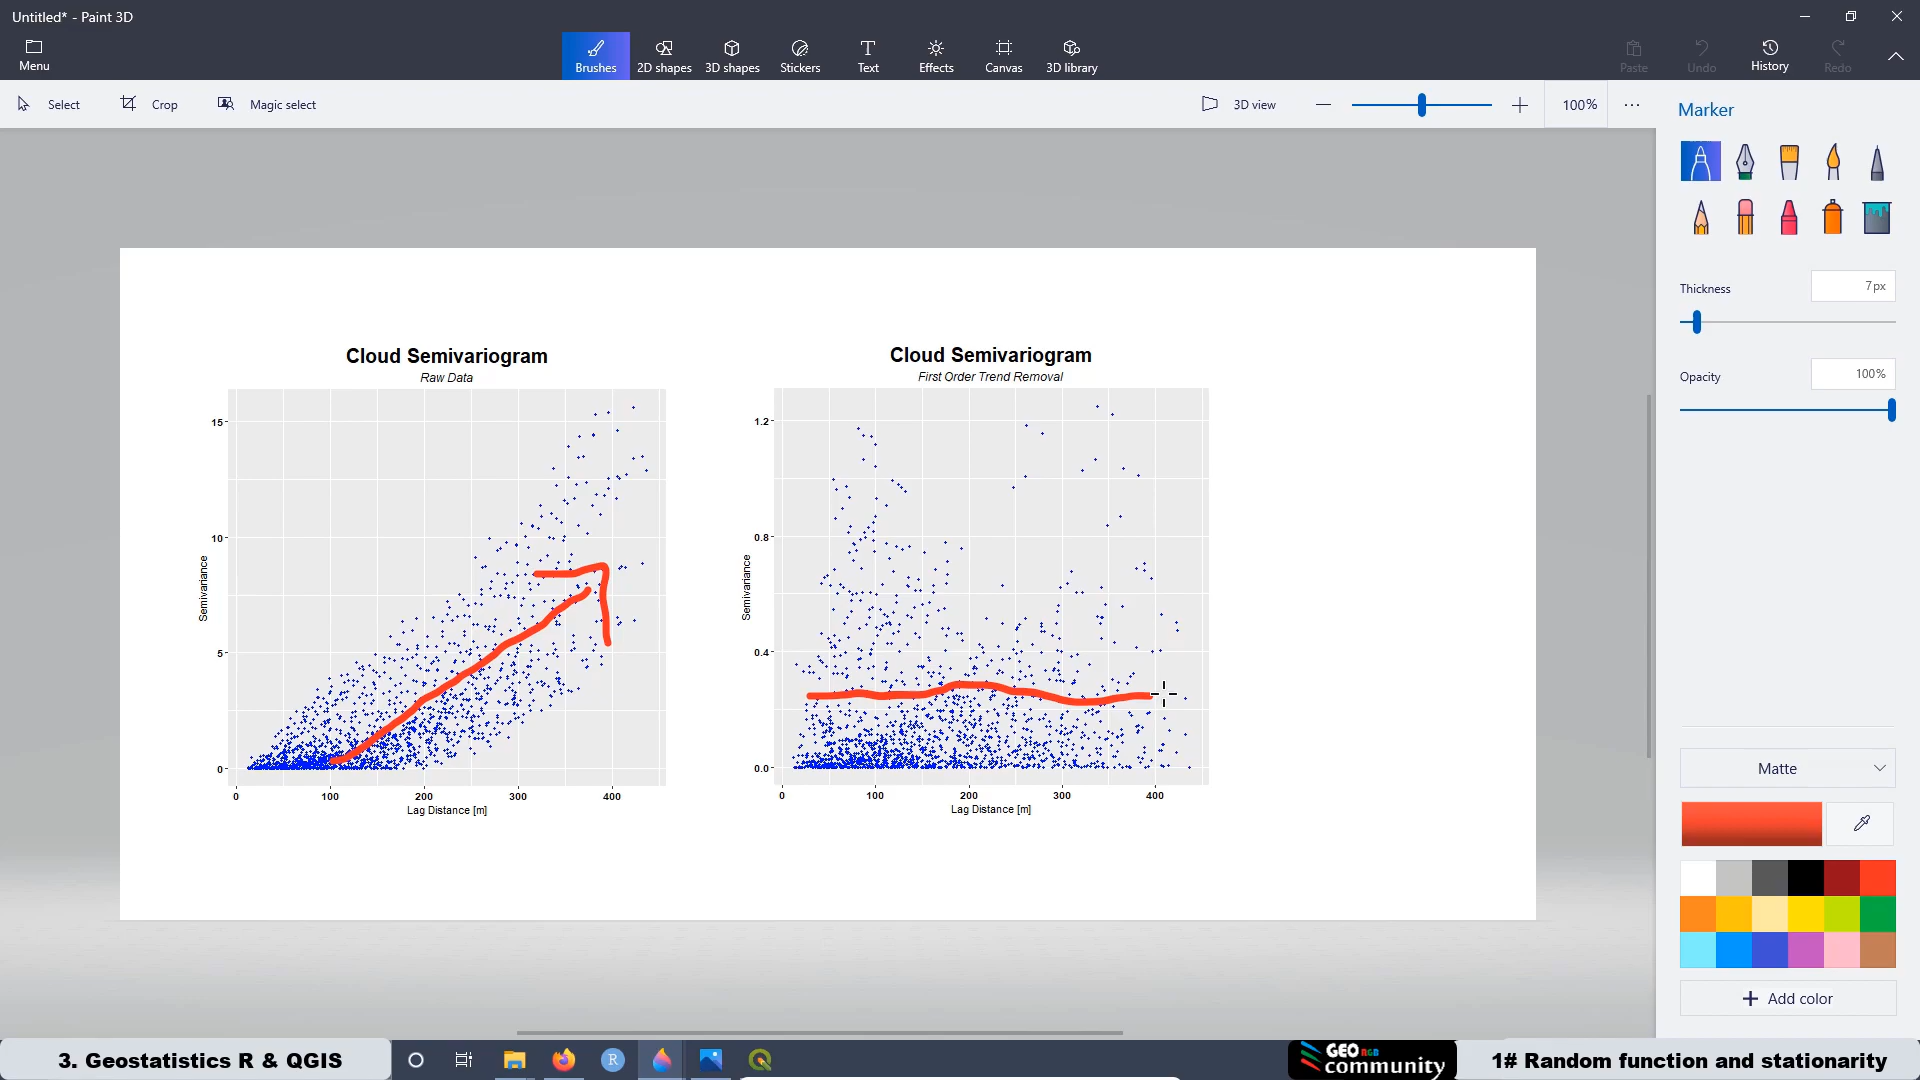 Untitled* - Paint 3D
Menu
Brushes
2D shapes
3D shapes
Stickers
Text
Effects
Canvas
3D library
Paste
Undo
History
Redo
Select
Crop
Magic select
3D view
100%
Marker
Thickness
7px
Opacity
100%
Matte
Add color
Cloud Semivariogram
Raw Data
Semivariance
15
10
5
0
0 100 200 300 400
Lag Distance [m]
Cloud Semivariogram
First Order Trend Removal
Semivariance
1.2
0.8
0.4
0.0
0 100 200 300 400
Lag Distance [m]
3. Geostatistics R & QGIS
R
GEO RGB
community
1# Random function and stationarity